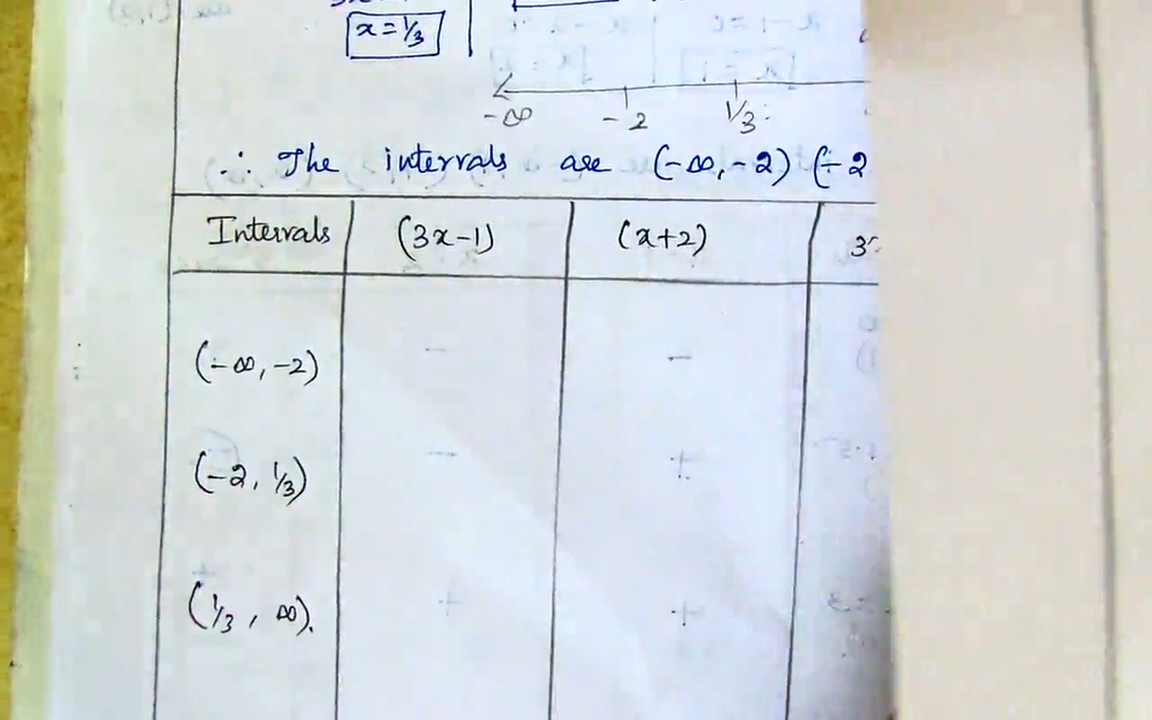 x = 1/3
-∞ -2 1/3
∴ The intervals are (-∞, -2) (-2
Intervals (3x-1) (x+2) 3
(-∞, -2) - -
(-2, 1/3) - +
(1/3, ∞). + +